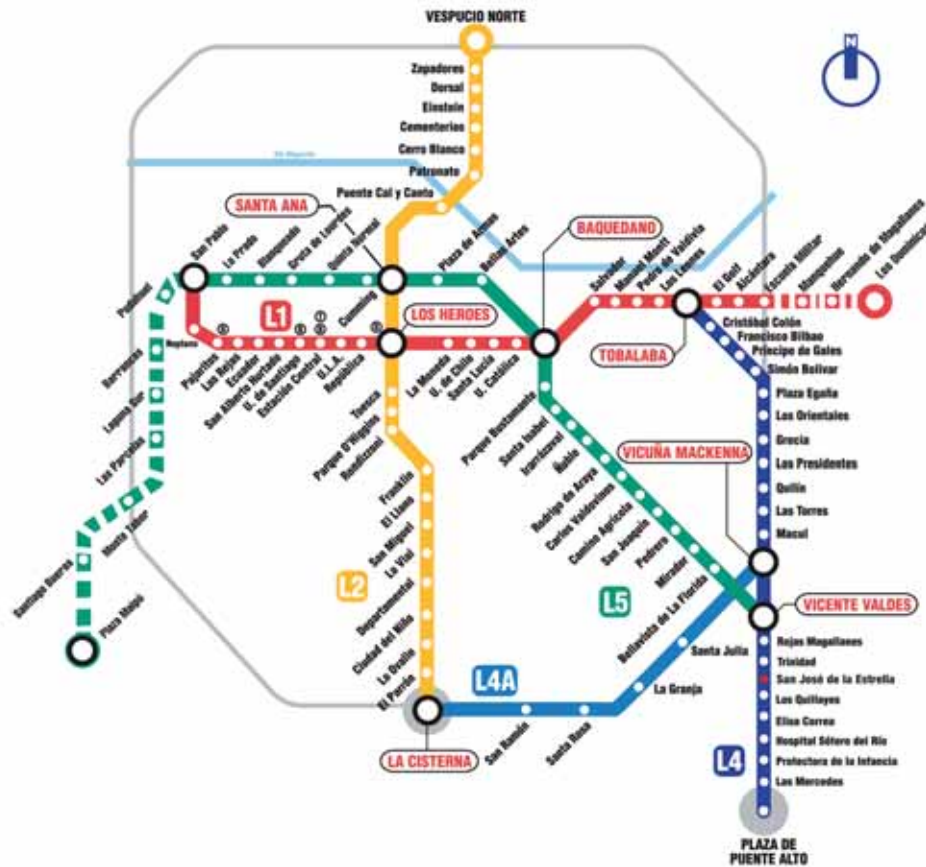 VESPUCIO NORTE
N
Zapadores
Dorsal
Einstein
Cementerios
Cerro Blanco
Patronato
Puente Cal y Canto
SANTA ANA
BAQUEDANO
San Pablo
Lo Prado
Blanqueado
Gruta de Lourdes
Quinta Normal
Cumming
Plaza de Armas
Bellas Artes
Salvador
Manuel Montt
Pedro de Valdivia
Los Leones
El Golf
Alcántara
Escuela Militar
Manquehue
Hernando de Magallanes
Los Dominicos
Pudahuel
Barrancas
Laguna Sur
Las Parcelas
Monte Tabor
Santiago Bueras
Plaza Maipú
L1
LOS HEROES
TOBALABA
Neptuno
Pajaritos
Las Rejas
Ecuador
San Alberto Hurtado
U. de Santiago
Estación Central
U.L.A.
República
La Moneda
U. de Chile
Santa Lucía
U. Católica
Cristóbal Colón
Francisco Bilbao
Príncipe de Gales
Simón Bolívar
Plaza Egaña
Los Orientales
Grecia
Los Presidentes
Quilín
Las Torres
Macul
VICUÑA MACKENNA
Toesca
Parque O'Higgins
Rondizzoni
Franklin
El Llano
San Miguel
Lo Vial
Departamental
Ciudad del Niño
Lo Ovalle
El Parrón
L2
Parque Bustamante
Santa Isabel
Irarrázaval
Ñuble
Rodrigo de Araya
Carlos Valdovinos
Camino Agrícola
San Joaquín
Pedrero
Mirador
Bellavista de La Florida
L5
VICENTE VALDES
Santa Julia
La Granja
Santa Rosa
San Ramón
L4A
LA CISTERNA
Rojas Magallanes
Trinidad
San José de la Estrella
Los Quillayes
Elisa Correa
Hospital Sótero del Río
Protectora de la Infancia
Las Mercedes
L4
PLAZA DE
PUENTE ALTO